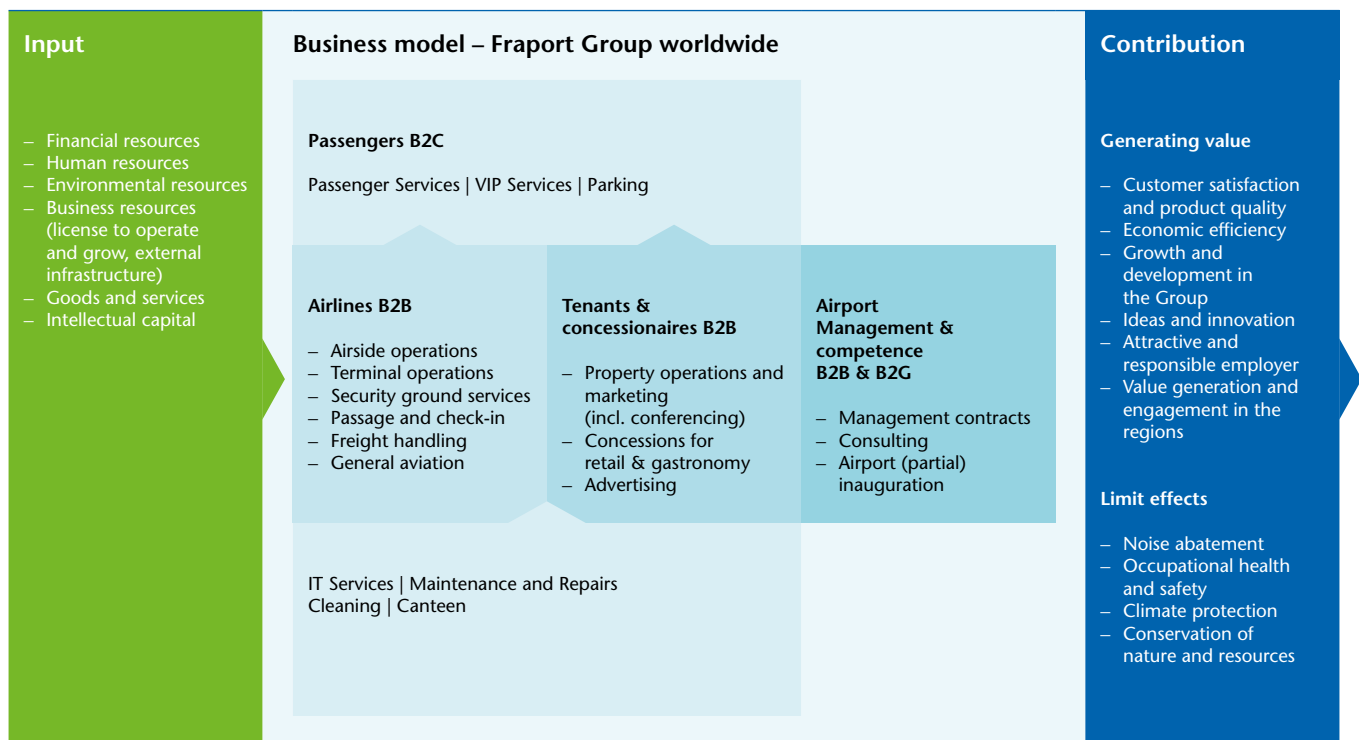 Input
– Financial resources
– Human resources
– Environmental resources
– Business resources
(license to operate
and grow, external
infrastructure)
– Goods and services
– Intellectual capital
Business model – Fraport Group worldwide
Passengers B2C
Passenger Services | VIP Services | Parking
Airlines B2B
– Airside operations
– Terminal operations
– Security ground services
– Passage and check-in
– Freight handling
– General aviation
Tenants &
concessionaires B2B
– Property operations and
marketing
(incl. conferencing)
– Concessions for
retail & gastronomy
– Advertising
Airport
Management &
competence
B2B & B2G
– Management contracts
– Consulting
– Airport (partial)
inauguration
IT Services | Maintenance and Repairs
Cleaning | Canteen
Contribution
Generating value
– Customer satisfaction
and product quality
– Economic efficiency
– Growth and
development in
the Group
– Ideas and innovation
– Attractive and
responsible employer
– Value generation and
engagement in the
regions
Limit effects
– Noise abatement
– Occupational health
and safety
– Climate protection
– Conservation of
nature and resources